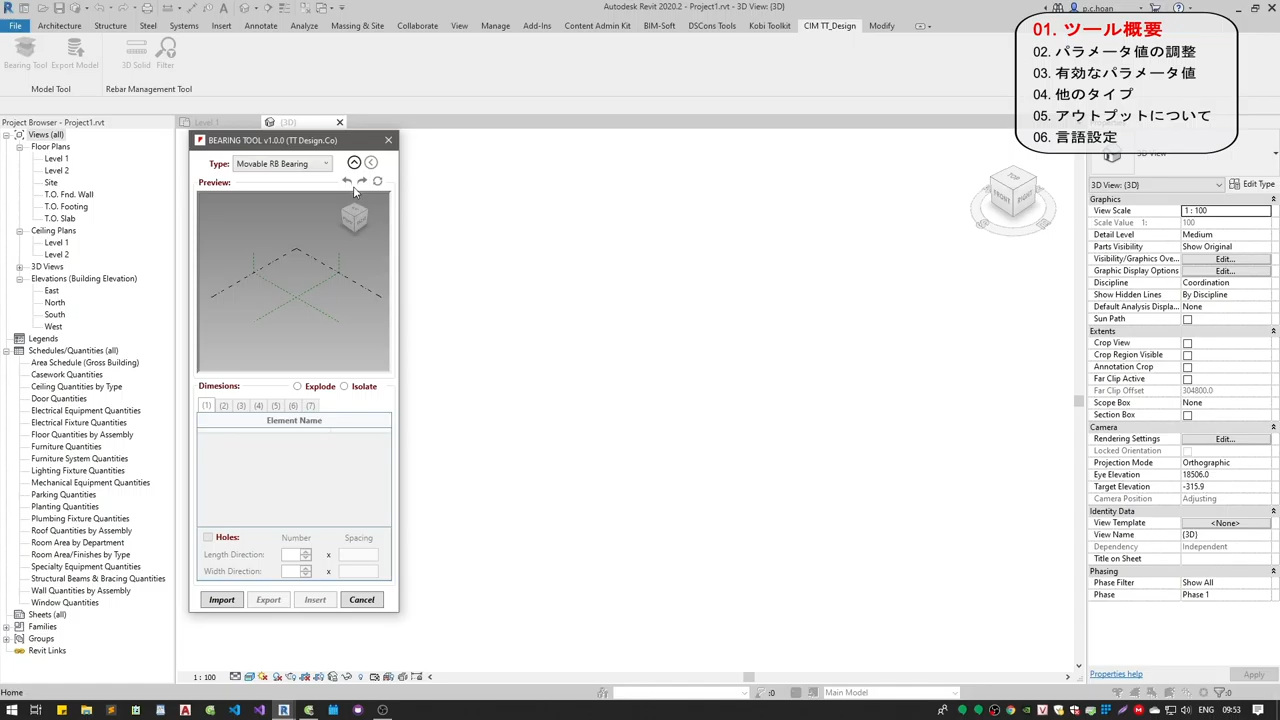 Autodesk Revit 2020.2 - Project1.rvt - 3D View: {3D}
p.c.hoan
File Architecture Structure Steel Systems Insert Annotate Analyze Massing & Site Collaborate View Manage Add-Ins Content Admin Kit BIM-Soft DSCons Tools Kobi Toolkit CIM TT_Design Modify
Bearing Tool Export Model 3D Solid Filter
Model Tool Rebar Management Tool
01. ツール概要
02. パラメータ値の調整
03. 有効なパラメータ値
04. 他のタイプ
05. アウトプットについて
06. 言語設定
Project Browser - Project1.rvt
Views (all)
Floor Plans
Level 1
Level 2
Site
T.O. Fnd. Wall
T.O. Footing
T.O. Slab
Ceiling Plans
Level 1
Level 2
3D Views
Elevations (Building Elevation)
East
North
South
West
Legends
Schedules/Quantities (all)
Area Schedule (Gross Building)
Casework Quantities
Ceiling Quantities by Type
Door Quantities
Electrical Equipment Quantities
Electrical Fixture Quantities
Floor Quantities by Assembly
Furniture Quantities
Furniture System Quantities
Lighting Fixture Quantities
Mechanical Equipment Quantities
Parking Quantities
Planting Quantities
Plumbing Fixture Quantities
Roof Quantities by Assembly
Room Area by Department
Room Area/Finishes by Type
Specialty Equipment Quantities
Structural Beams & Bracing Quantities
Wall Quantities by Assembly
Window Quantities
Sheets (all)
Families
Groups
Revit Links
Level 1 {3D}
BEARING TOOL v1.0.0 (TT Design.Co)
Type: Movable RB Bearing
Preview:
Dimesions: Explode Isolate
(1) (2) (3) (4) (5) (6) (7)
Element Name
Holes: Number Spacing
Length Direction: x
Width Direction: x
Import Export Insert Cancel
TOP
FRONT RIGHT
3D View
3D View: {3D} Edit Type
Graphics
View Scale 1 : 100
Scale Value 1: 100
Detail Level Medium
Parts Visibility Show Original
Visibility/Graphics Ove... Edit...
Graphic Display Options Edit...
Discipline Coordination
Show Hidden Lines By Discipline
Default Analysis Displa... None
Sun Path
Extents
Crop View
Crop Region Visible
Annotation Crop
Far Clip Active
Far Clip Offset 304800.0
Scope Box None
Section Box
Camera
Rendering Settings Edit...
Locked Orientation
Projection Mode Orthographic
Eye Elevation 18506.0
Target Elevation -315.9
Camera Position Adjusting
Identity Data
View Template <None>
View Name {3D}
Dependency Independent
Title on Sheet
Phasing
Phase Filter Show All
Phase Phase 1
Properties help Apply
1 : 100
Home :0 Main Model :0
ENG 09:53